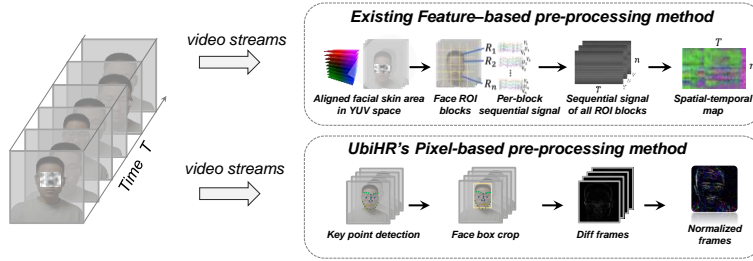 Existing Feature–based pre-processing method
video streams
R₁
R₂
Rₙ
T
n
T
n
Aligned facial skin area
in YUV space
Face ROI
blocks
Per-block
sequential signal
Sequential signal
of all ROI blocks
Spatial-temporal
map
Time T
video streams
UbiHR's Pixel-based pre-processing method
Key point detection
Face box crop
Diff frames
Normalized
frames